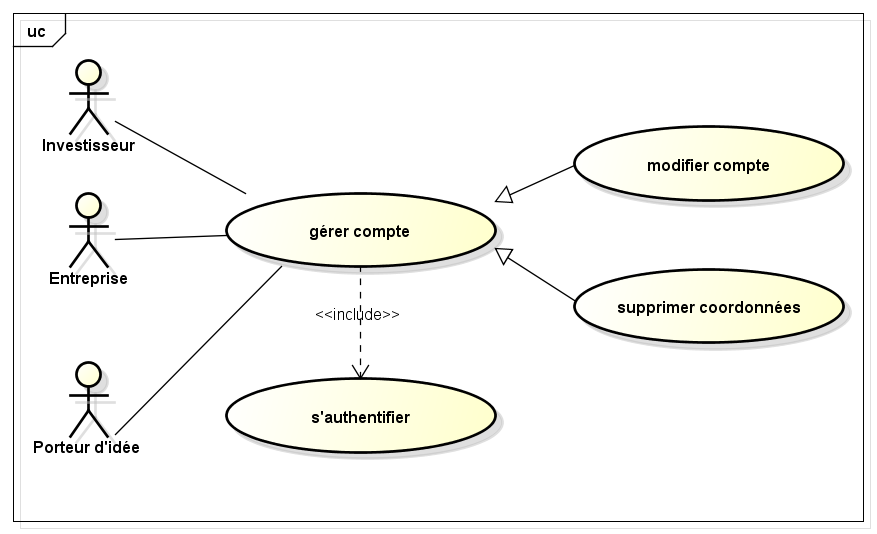 uc
Investisseur
modifier compte
gérer compte
Entreprise
supprimer coordonnées
<<include>>
s'authentifier
Porteur d'idée